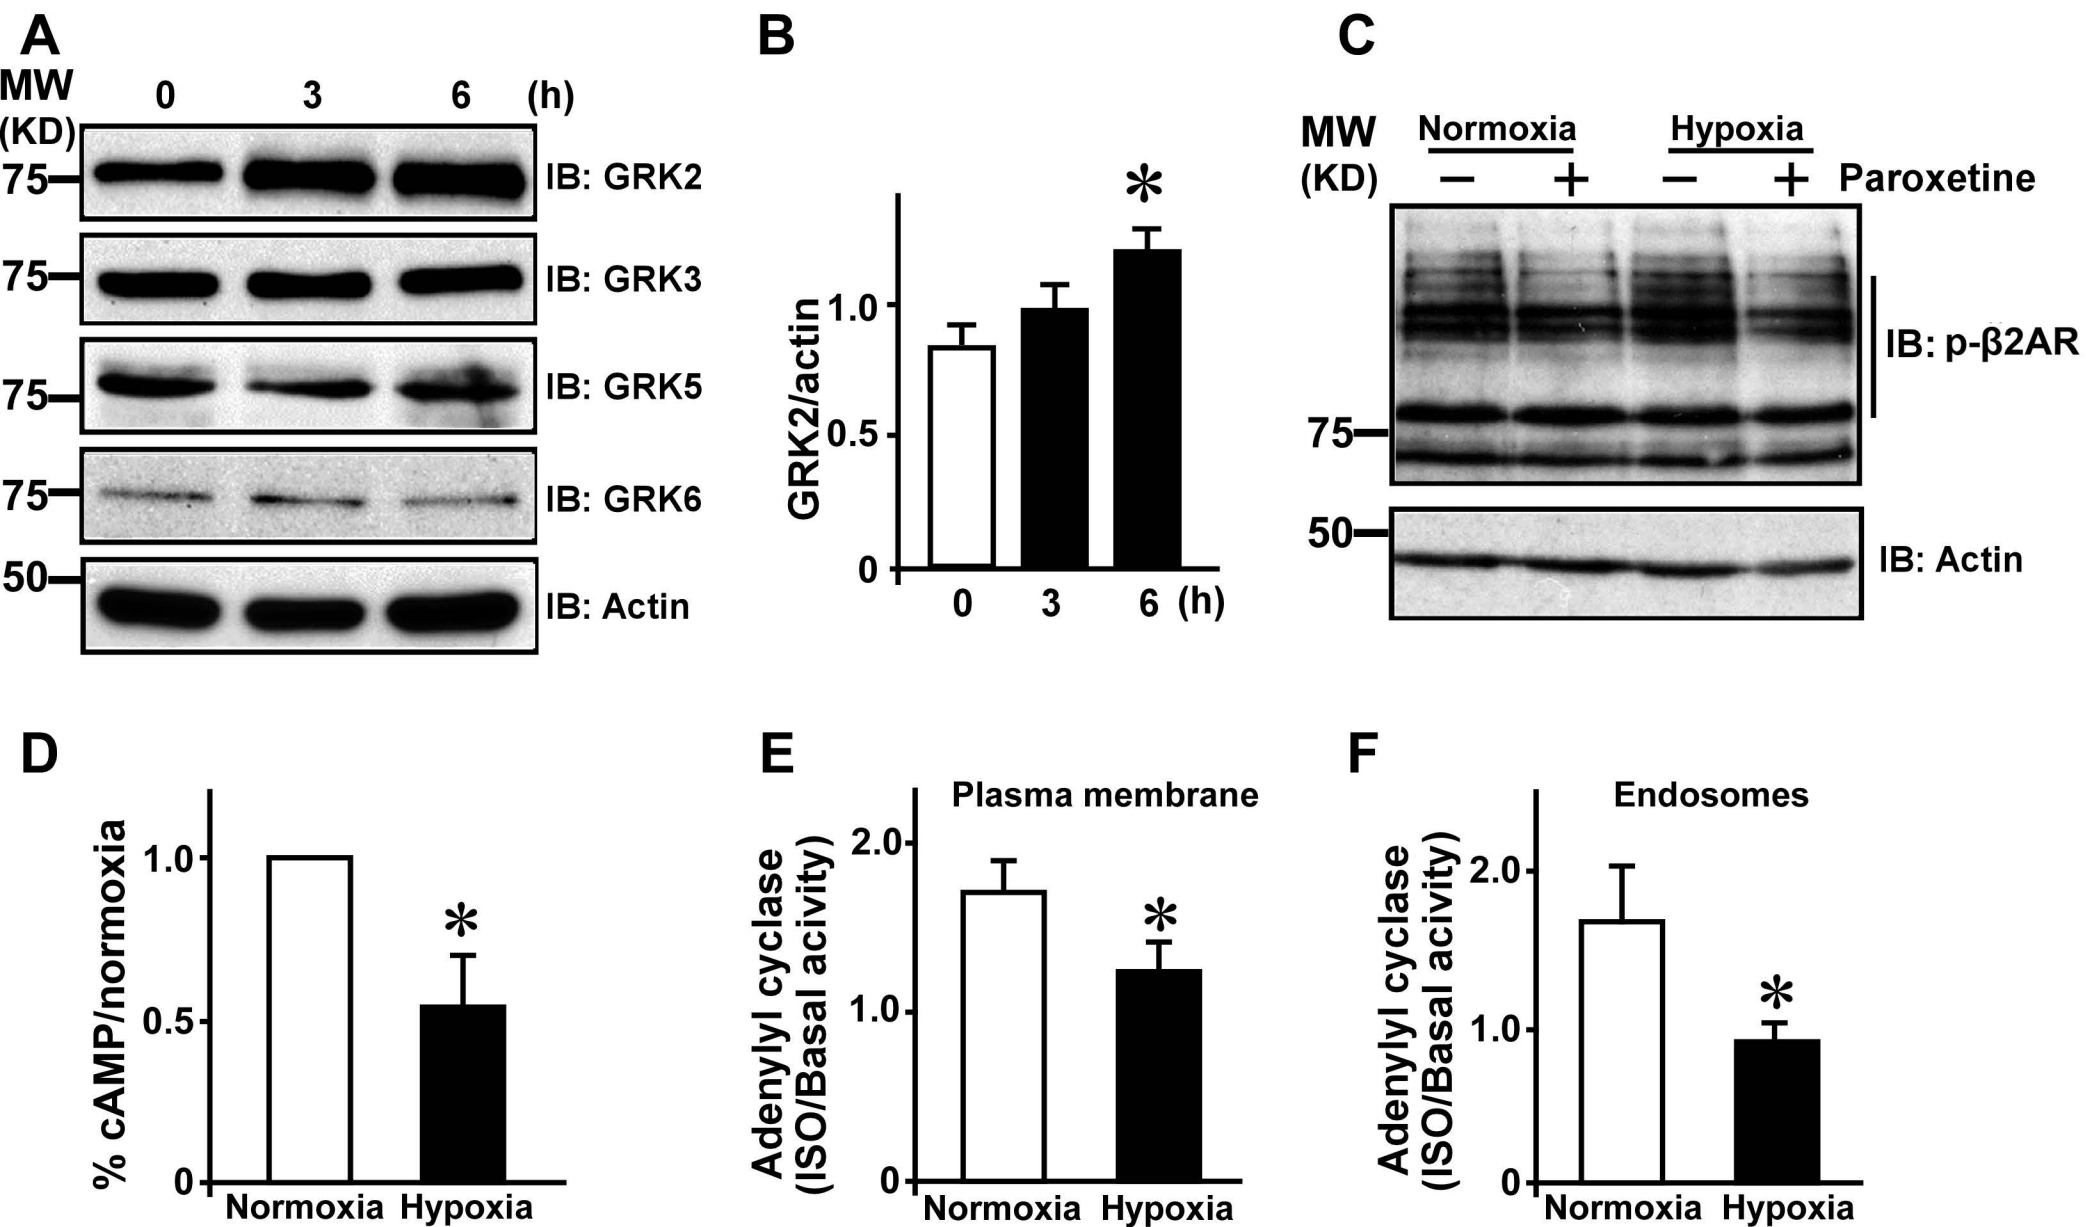 A
MW
(KD)
0 3 6 (h)
75 IB: GRK2
75 IB: GRK3
75 IB: GRK5
75 IB: GRK6
50 IB: Actin
B
GRK2/actin
1.0
0.5
0
*
0 3 6 (h)
C
MW
(KD)
Normoxia Hypoxia
− + − + Paroxetine
IB: p-β2AR
75
50
IB: Actin
D
% cAMP/normoxia
1.0
0.5
0
*
Normoxia Hypoxia
E
Plasma membrane
Adenylyl cyclase
(ISO/Basal acivity)
2.0
1.0
0
*
Normoxia Hypoxia
F
Endosomes
Adenylyl cyclase
(ISO/Basal activity)
2.0
1.0
0
*
Normoxia Hypoxia